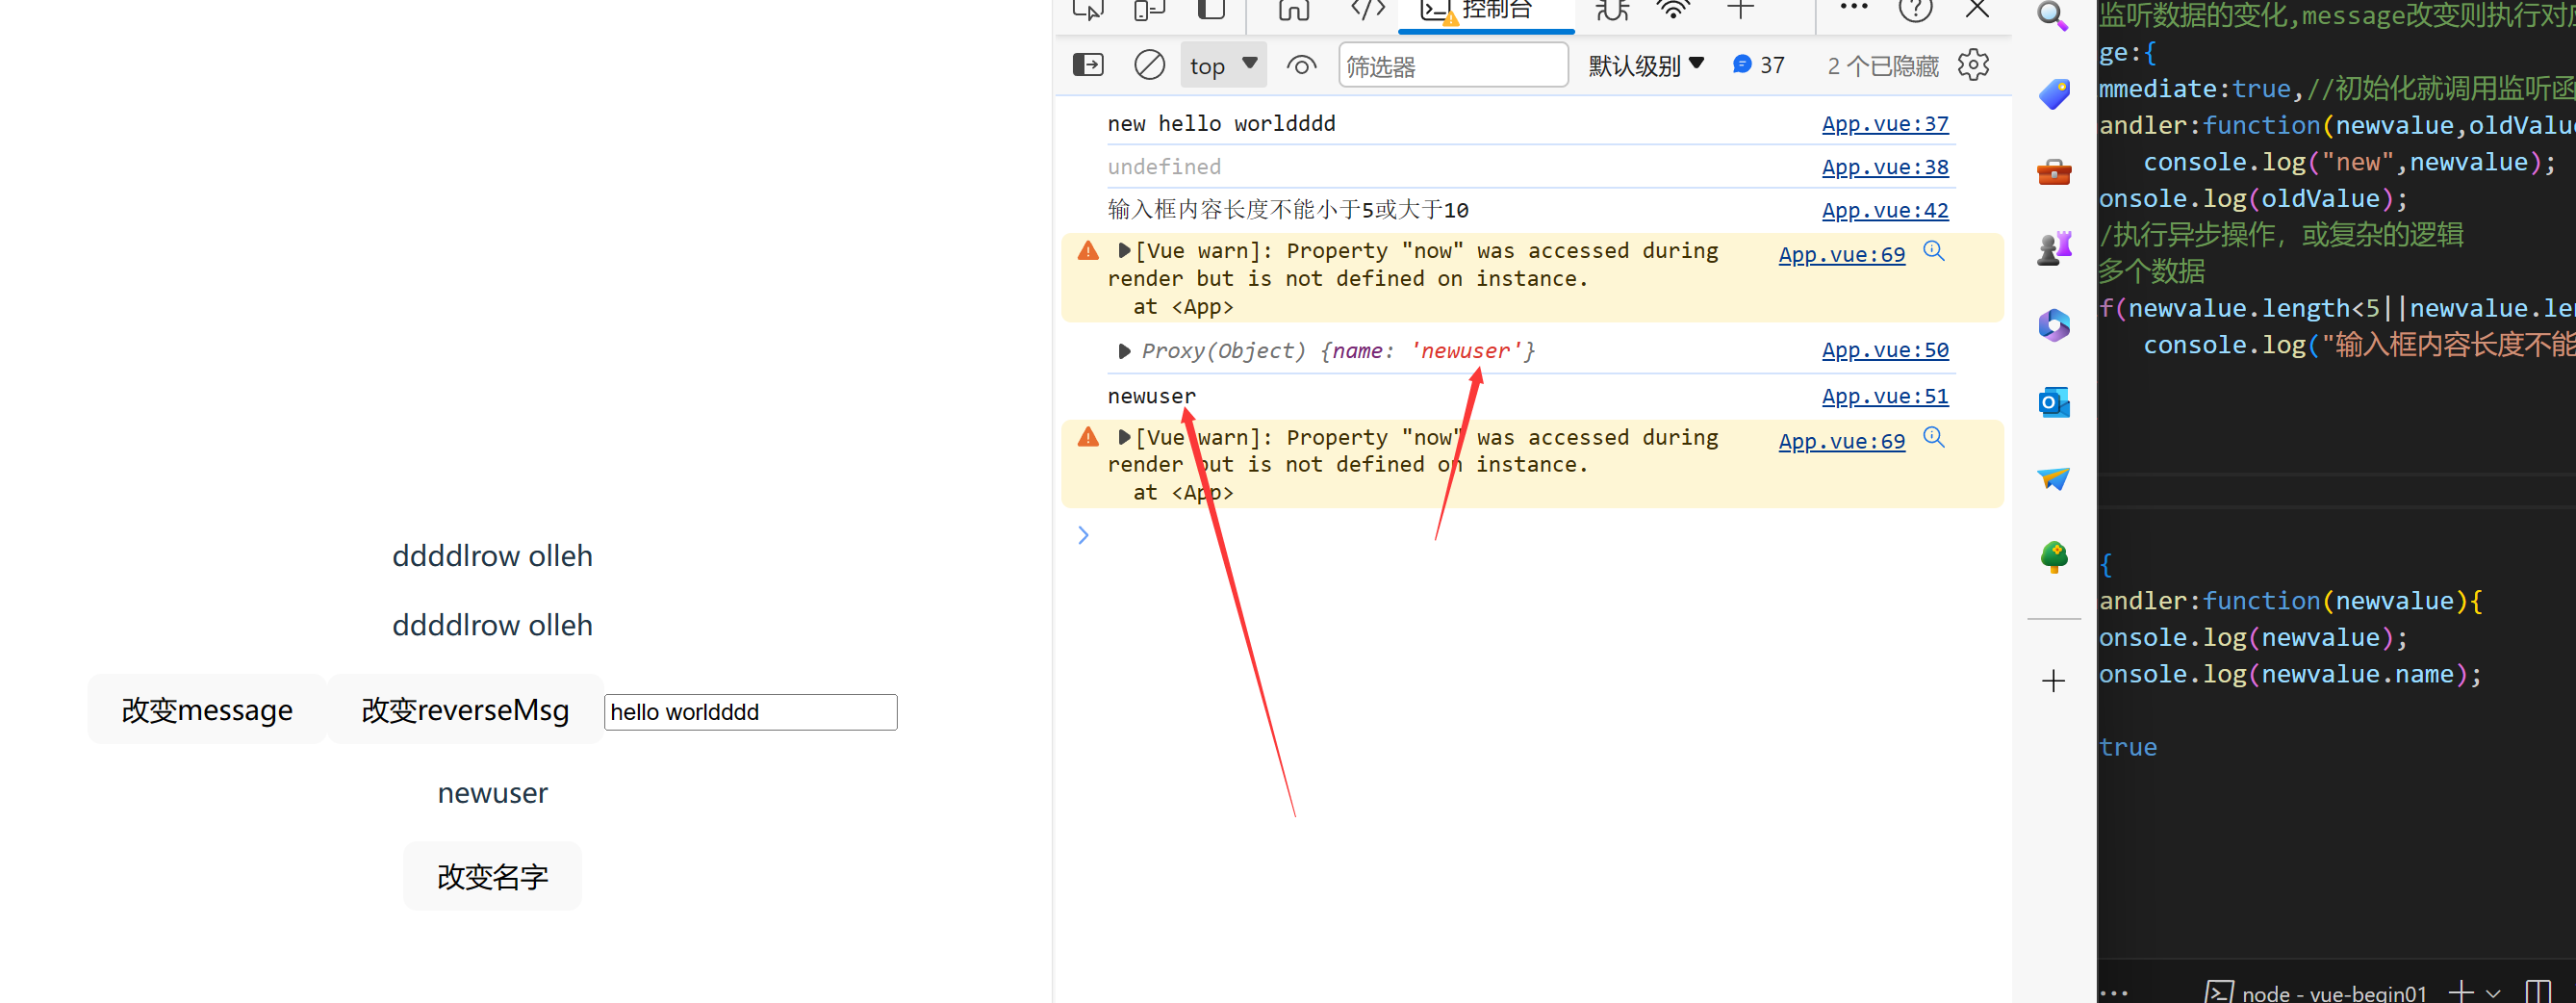 ddddlrow olleh
ddddlrow olleh
改变message
改变reverseMsg
hello worldddd
newuser
改变名字
控制台
top
筛选器
默认级别
37
2 个已隐藏
new hello worldddd App.vue:37
undefined App.vue:38
输入框内容长度不能小于5或大于10 App.vue:42
[Vue warn]: Property "now" was accessed during App.vue:69
render but is not defined on instance.
at <App>
Proxy(Object) {name: 'newuser'} App.vue:50
newuser App.vue:51
[Vue warn]: Property "now" was accessed during App.vue:69
render but is not defined on instance.
at <App>
监听数据的变化,message改变则执行对
ge:{
mmediate:true,//初始化就调用监听函
andler:function(newvalue,oldValu
console.log("new",newvalue);
onsole.log(oldValue);
/执行异步操作，或复杂的逻辑
多个数据
f(newvalue.length<5||newvalue.le
console.log("输入框内容长度不能
{
andler:function(newvalue){
onsole.log(newvalue);
onsole.log(newvalue.name);
true
node - vue-begin01